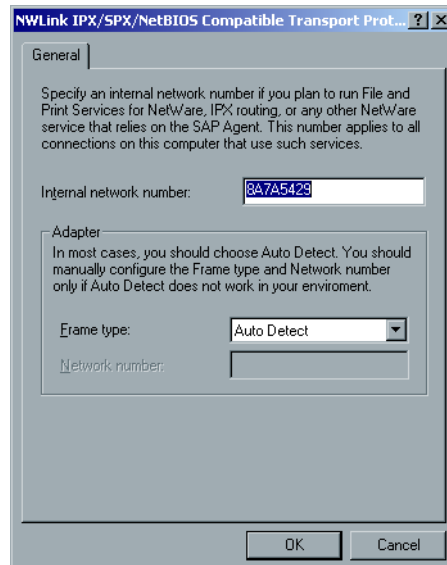 NWLink IPX/SPX/NetBIOS Compatible Transport Prot...
General
Specify an internal network number if you plan to run File and
Print Services for NetWare, IPX routing, or any other NetWare
service that relies on the SAP Agent. This number applies to all
connections on this computer that use such services.
Internal network number: 8A7A5429
Adapter
In most cases, you should choose Auto Detect. You should
manually configure the Frame type and Network number
only if Auto Detect does not work in your enviroment.
Frame type: Auto Detect
Network number:
OK Cancel